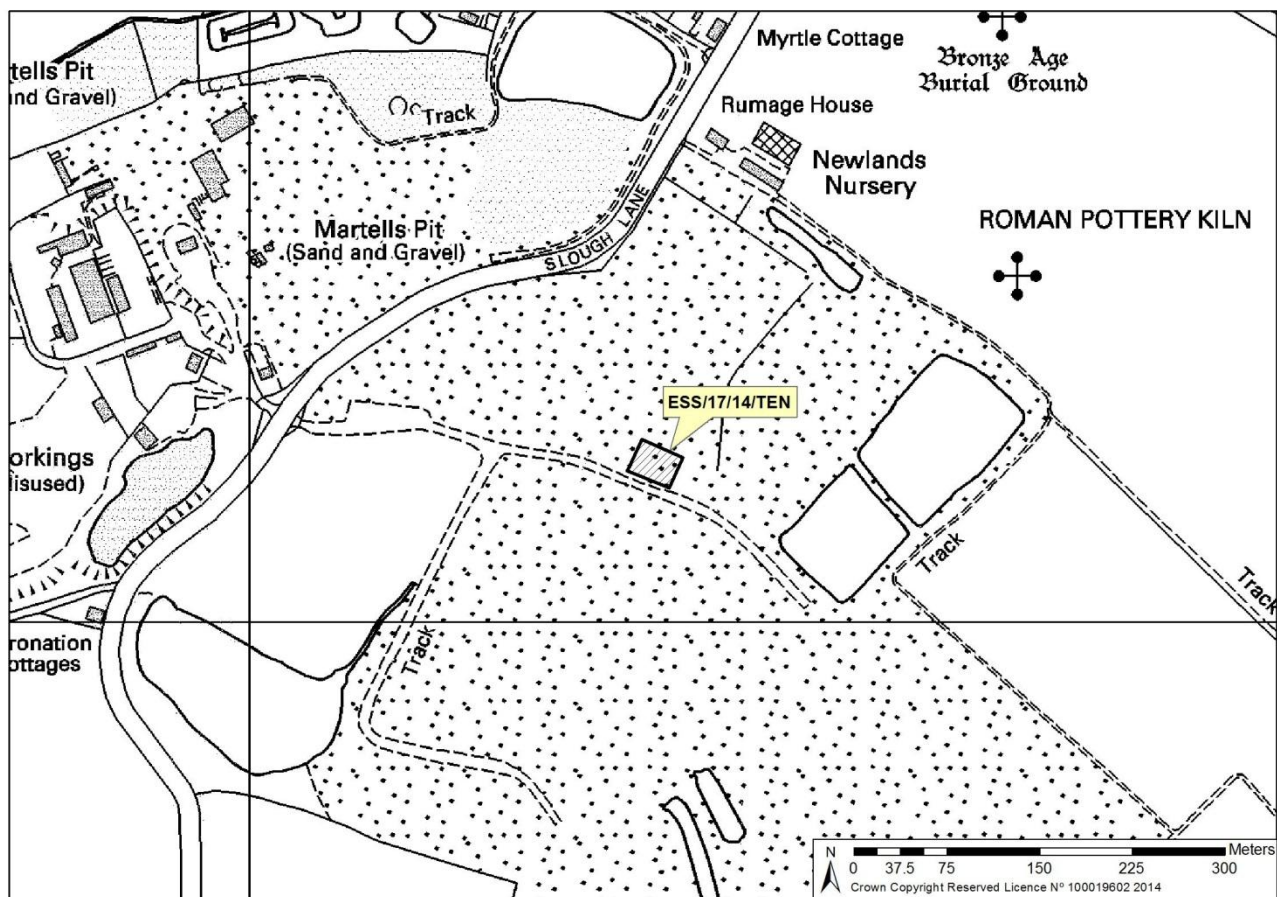 Myrtle Cottage
Bronze Age
Burial Ground
tells Pit
and Gravel)
Track
Rumage House
Newlands
Nursery
ROMAN POTTERY KILN
Martells Pit
(Sand and Gravel)
SLOUGH LANE
ESS/17/14/TEN
orkings
lisused)
Track
Track
ronation
ottages
Track
N
0 37.5 75 150 225 300 Meters
Crown Copyright Reserved Licence Nº 100019602 2014